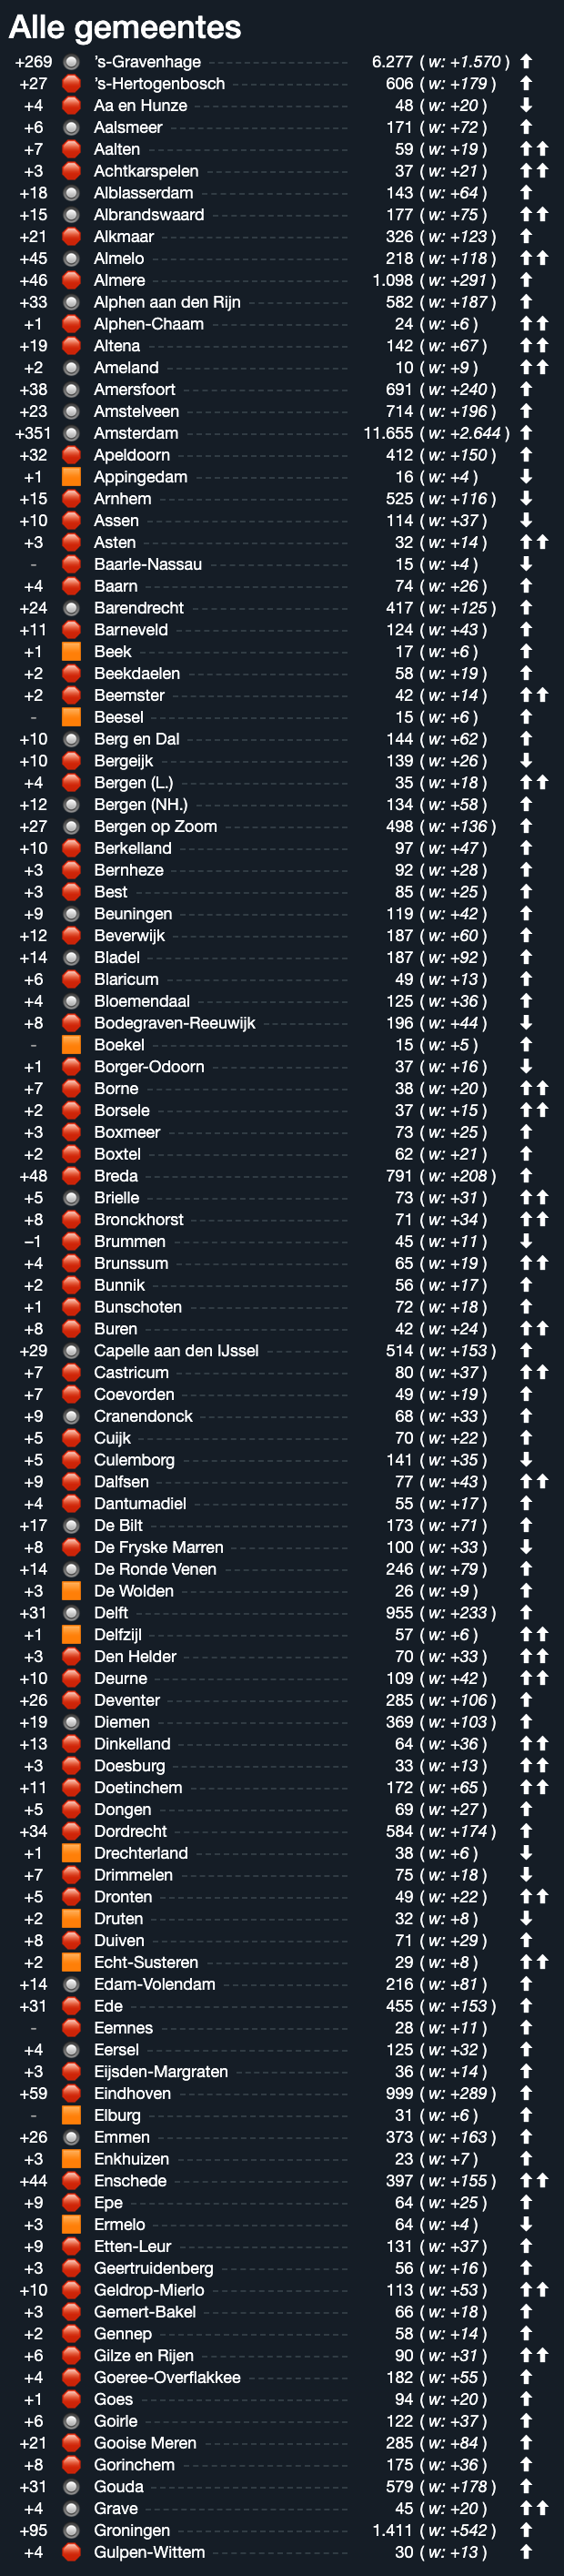 Alle gemeentes
+269 's-Gravenhage 6.277 ( w: +1.570 )
+27 's-Hertogenbosch 606 ( w: +179 )
+4 Aa en Hunze 48 ( w: +20 )
+6 Aalsmeer 171 ( w: +72 )
+7 Aalten 59 ( w: +19 )
+3 Achtkarspelen 37 ( w: +21 )
+18 Alblasserdam 143 ( w: +64 )
+15 Albrandswaard 177 ( w: +75 )
+21 Alkmaar 326 ( w: +123 )
+45 Almelo 218 ( w: +118 )
+46 Almere 1.098 ( w: +291 )
+33 Alphen aan den Rijn 582 ( w: +187 )
+1 Alphen-Chaam 24 ( w: +6 )
+19 Altena 142 ( w: +67 )
+2 Ameland 10 ( w: +9 )
+38 Amersfoort 691 ( w: +240 )
+23 Amstelveen 714 ( w: +196 )
+351 Amsterdam 11.655 ( w: +2.644 )
+32 Apeldoorn 412 ( w: +150 )
+1 Appingedam 16 ( w: +4 )
+15 Arnhem 525 ( w: +116 )
+10 Assen 114 ( w: +37 )
+3 Asten 32 ( w: +14 )
- Baarle-Nassau 15 ( w: +4 )
+4 Baarn 74 ( w: +26 )
+24 Barendrecht 417 ( w: +125 )
+11 Barneveld 124 ( w: +43 )
+1 Beek 17 ( w: +6 )
+2 Beekdaelen 58 ( w: +19 )
+2 Beemster 42 ( w: +14 )
- Beesel 15 ( w: +6 )
+10 Berg en Dal 144 ( w: +62 )
+10 Bergeijk 139 ( w: +26 )
+4 Bergen (L.) 35 ( w: +18 )
+12 Bergen (NH.) 134 ( w: +58 )
+27 Bergen op Zoom 498 ( w: +136 )
+10 Berkelland 97 ( w: +47 )
+3 Bernheze 92 ( w: +28 )
+3 Best 85 ( w: +25 )
+9 Beuningen 119 ( w: +42 )
+12 Beverwijk 187 ( w: +60 )
+14 Bladel 187 ( w: +92 )
+6 Blaricum 49 ( w: +13 )
+4 Bloemendaal 125 ( w: +36 )
+8 Bodegraven-Reeuwijk 196 ( w: +44 )
- Boekel 15 ( w: +5 )
+1 Borger-Odoorn 37 ( w: +16 )
+7 Borne 38 ( w: +20 )
+2 Borsele 37 ( w: +15 )
+3 Boxmeer 73 ( w: +25 )
+2 Boxtel 62 ( w: +21 )
+48 Breda 791 ( w: +208 )
+5 Brielle 73 ( w: +31 )
+8 Bronckhorst 71 ( w: +34 )
–1 Brummen 45 ( w: +11 )
+4 Brunssum 65 ( w: +19 )
+2 Bunnik 56 ( w: +17 )
+1 Bunschoten 72 ( w: +18 )
+8 Buren 42 ( w: +24 )
+29 Capelle aan den IJssel 514 ( w: +153 )
+7 Castricum 80 ( w: +37 )
+7 Coevorden 49 ( w: +19 )
+9 Cranendonck 68 ( w: +33 )
+5 Cuijk 70 ( w: +22 )
+5 Culemborg 141 ( w: +35 )
+9 Dalfsen 77 ( w: +43 )
+4 Dantumadiel 55 ( w: +17 )
+17 De Bilt 173 ( w: +71 )
+8 De Fryske Marren 100 ( w: +33 )
+14 De Ronde Venen 246 ( w: +79 )
+3 De Wolden 26 ( w: +9 )
+31 Delft 955 ( w: +233 )
+1 Delfzijl 57 ( w: +6 )
+3 Den Helder 70 ( w: +33 )
+10 Deurne 109 ( w: +42 )
+26 Deventer 285 ( w: +106 )
+19 Diemen 369 ( w: +103 )
+13 Dinkelland 64 ( w: +36 )
+3 Doesburg 33 ( w: +13 )
+11 Doetinchem 172 ( w: +65 )
+5 Dongen 69 ( w: +27 )
+34 Dordrecht 584 ( w: +174 )
+1 Drechterland 38 ( w: +6 )
+7 Drimmelen 75 ( w: +18 )
+5 Dronten 49 ( w: +22 )
+2 Druten 32 ( w: +8 )
+8 Duiven 71 ( w: +29 )
+2 Echt-Susteren 29 ( w: +8 )
+14 Edam-Volendam 216 ( w: +81 )
+31 Ede 455 ( w: +153 )
- Eemnes 28 ( w: +11 )
+4 Eersel 125 ( w: +32 )
+3 Eijsden-Margraten 36 ( w: +14 )
+59 Eindhoven 999 ( w: +289 )
- Elburg 31 ( w: +6 )
+26 Emmen 373 ( w: +163 )
+3 Enkhuizen 23 ( w: +7 )
+44 Enschede 397 ( w: +155 )
+9 Epe 64 ( w: +25 )
+3 Ermelo 64 ( w: +4 )
+9 Etten-Leur 131 ( w: +37 )
+3 Geertruidenberg 56 ( w: +16 )
+10 Geldrop-Mierlo 113 ( w: +53 )
+3 Gemert-Bakel 66 ( w: +18 )
+2 Gennep 58 ( w: +14 )
+6 Gilze en Rijen 90 ( w: +31 )
+4 Goeree-Overflakkee 182 ( w: +55 )
+1 Goes 94 ( w: +20 )
+6 Goirle 122 ( w: +37 )
+21 Gooise Meren 285 ( w: +84 )
+8 Gorinchem 175 ( w: +36 )
+31 Gouda 579 ( w: +178 )
+4 Grave 45 ( w: +20 )
+95 Groningen 1.411 ( w: +542 )
+4 Gulpen-Wittem 30 ( w: +13 )